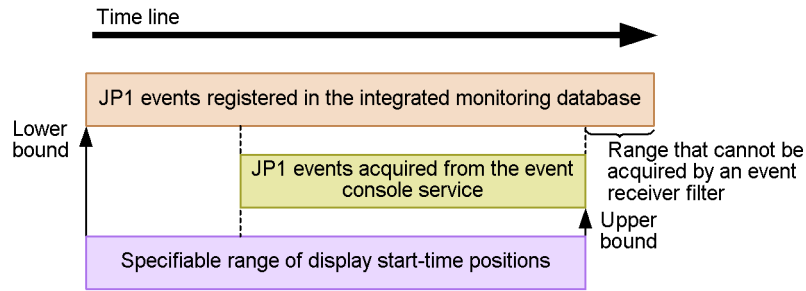 Time line
JP1 events registered in the integrated monitoring database
Lower
bound
JP1 events acquired from the event
console service
Range that cannot be
acquired by an event
receiver filter
Upper
bound
Specifiable range of display start-time positions